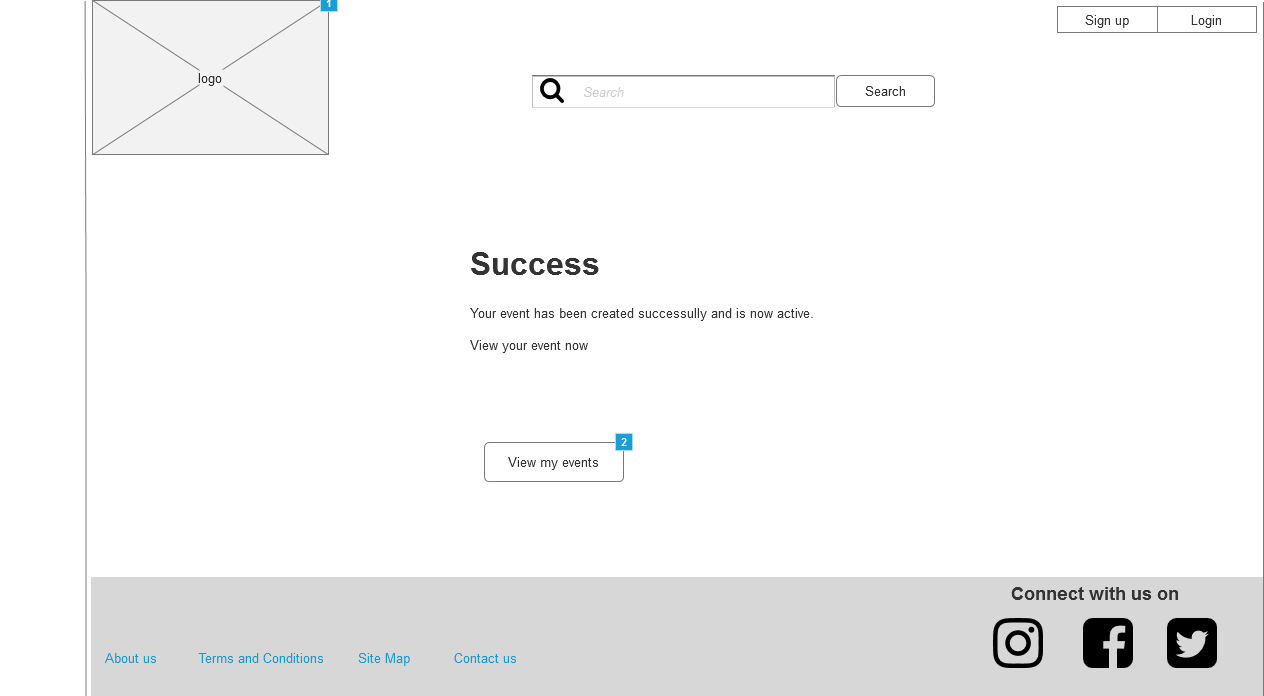 1
Sign up
Login
logo
Search
Search
Success
Your event has been created successully and is now active.
View your event now
2
View my events
Connect with us on
About us
Terms and Conditions
Site Map
Contact us